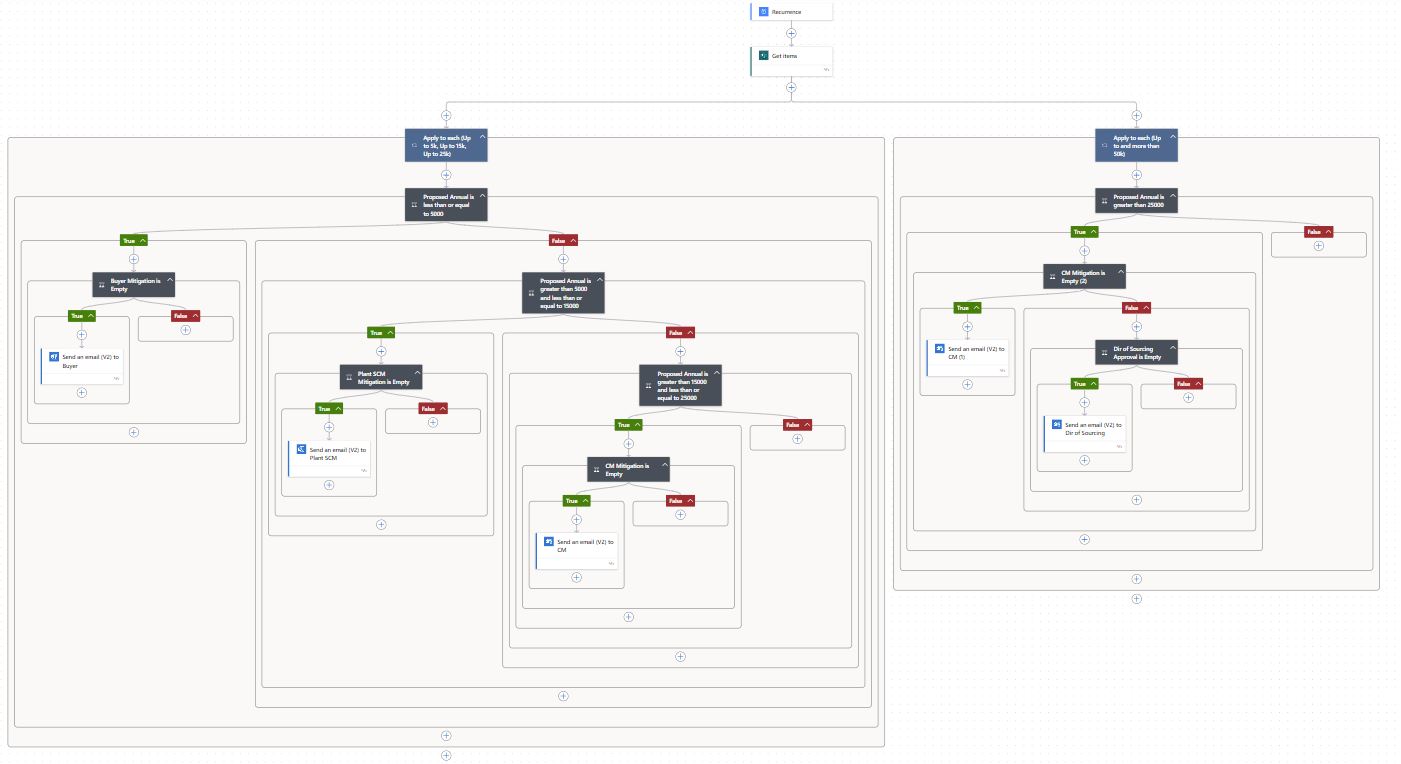 Recurrence
Get items
Apply to each (Up
to 5k, Up to 15k,
Up to 25k)
Proposed Annual is
less than or equal
to 5000
True
False
Buyer Mitigation is
Empty
True
False
Send an email (V2) to
Buyer
Proposed Annual is
greater than 5000
and less than or
equal to 15000
True
False
Plant SCM
Mitigation is Empty
True
False
Send an email (V2) to
Plant SCM
Proposed Annual is
greater than 15000
and less than or
equal to 25000
True
False
CM Mitigation is
Empty
True
False
Send an email (V2) to
CM
Apply to each (Up
to and more than
50k)
Proposed Annual is
greater than 25000
True
False
CM Mitigation is
Empty (2)
True
False
Send an email (V2) to
CM (1)
Dir of Sourcing
Approval is Empty
True
False
Send an email (V2) to
Dir of Sourcing